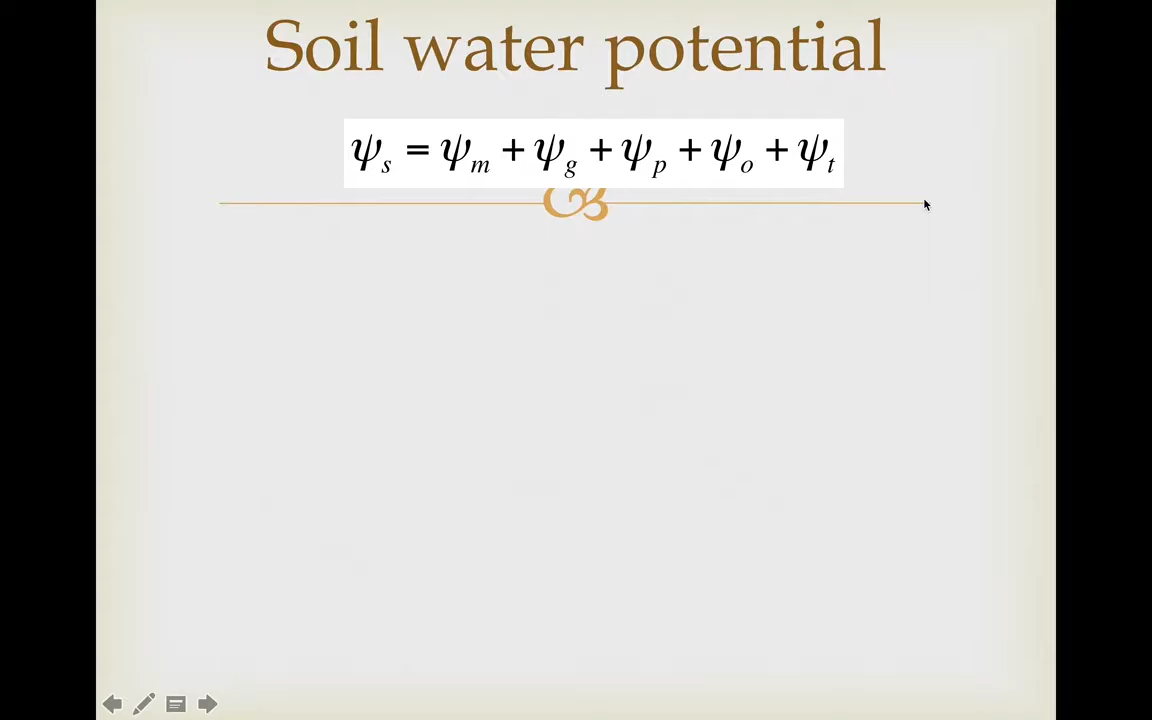 Soil water potential
ψs = ψm + ψg + ψp + ψo + ψt